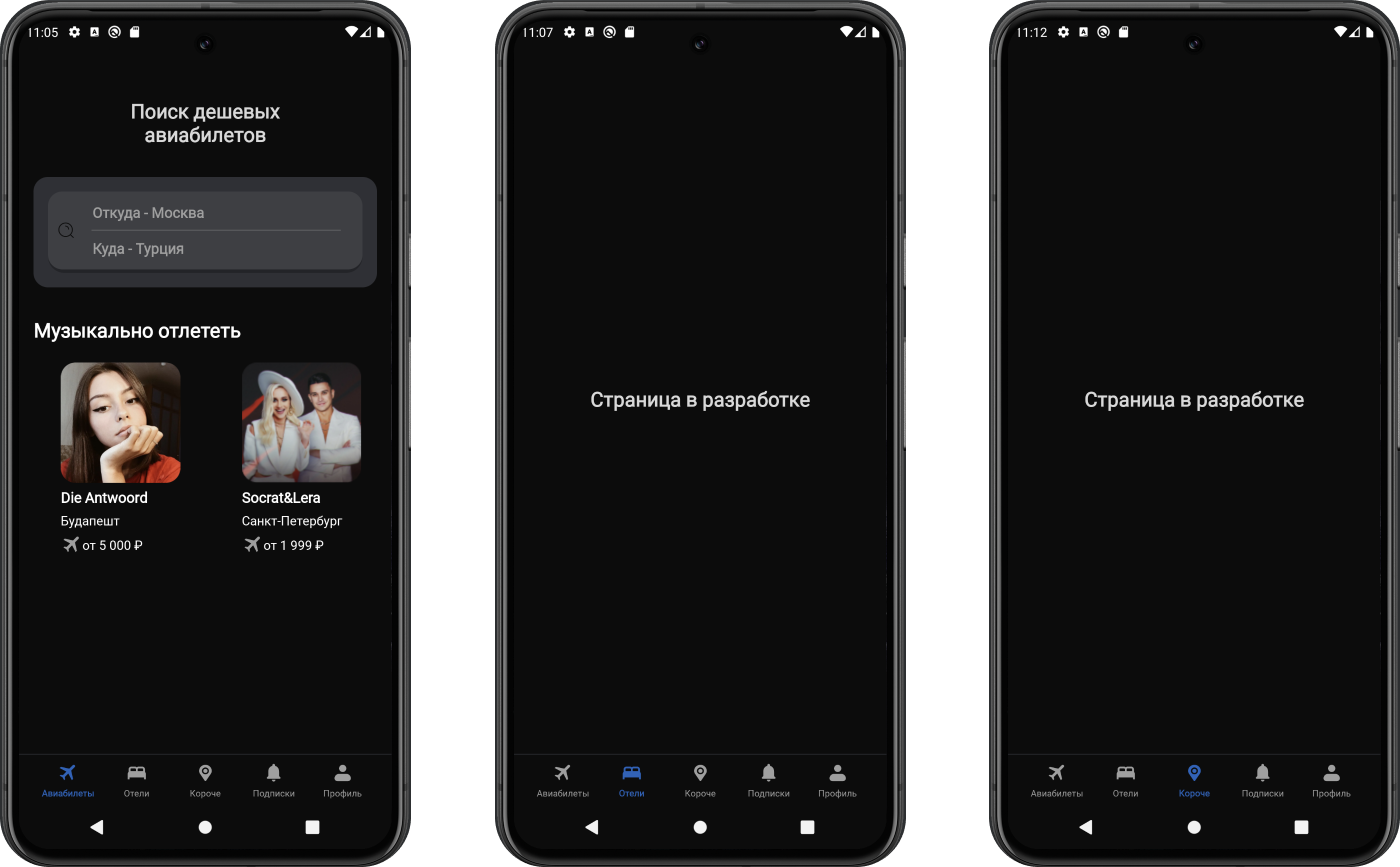 11:05
Поиск дешевых
авиабилетов
Откуда - Москва
Куда - Турция
Музыкально отлететь
Die Antwoord
Будапешт
от 5 000 ₽
Socrat&Lera
Санкт-Петербург
от 1 999 ₽
Авиабилеты Отели Короче Подписки Профиль
11:07
Страница в разработке
Авиабилеты Отели Короче Подписки Профиль
11:12
Страница в разработке
Авиабилеты Отели Короче Подписки Профиль